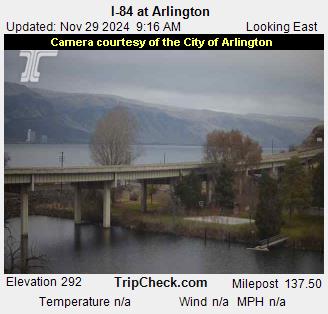 I-84 at Arlington
Updated: Nov 29 2024 9:16 AM Looking East
Camera courtesy of the City of Arlington
Elevation 292 TripCheck.com Milepost 137.50
Temperature n/a Wind n/a MPH n/a